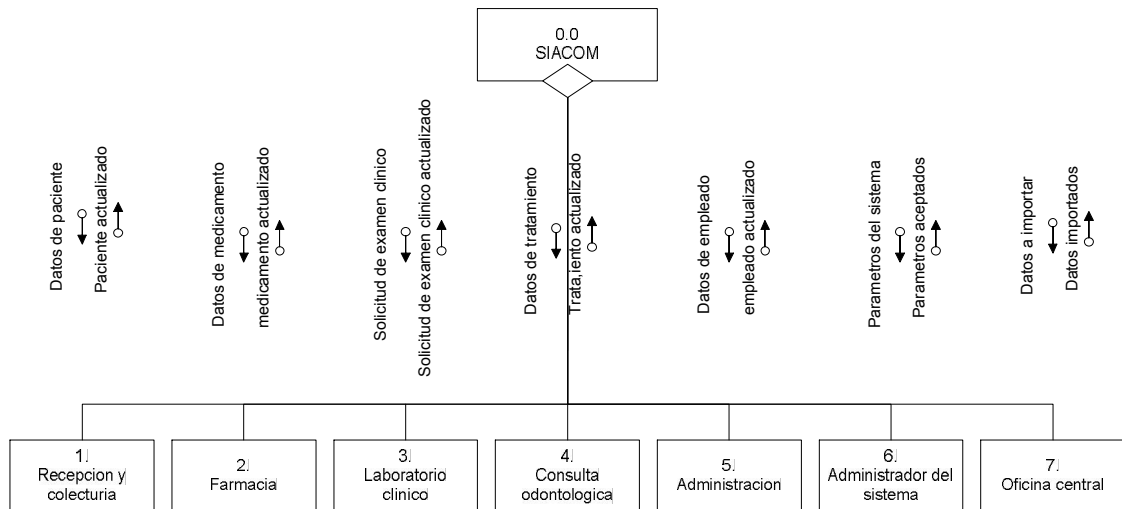 0.0
SIACOM
Datos de paciente
Paciente actualizado
Datos de medicamento
medicamento actualizado
Solicitud de examen clinico
Solicitud de examen clinico actualizado
Datos de tratamiento
Trata,iento actualizado
Datos de empleado
empleado actualizado
Parametros del sistema
Parametros aceptados
Datos a importar
Datos importados
1.
Recepcion y
colecturia
2.
Farmacia
3.
Laboratorio
clinico
4.
Consulta
odontologica
5.
Administracion
6.
Administrador del
sistema
7.
Oficina central